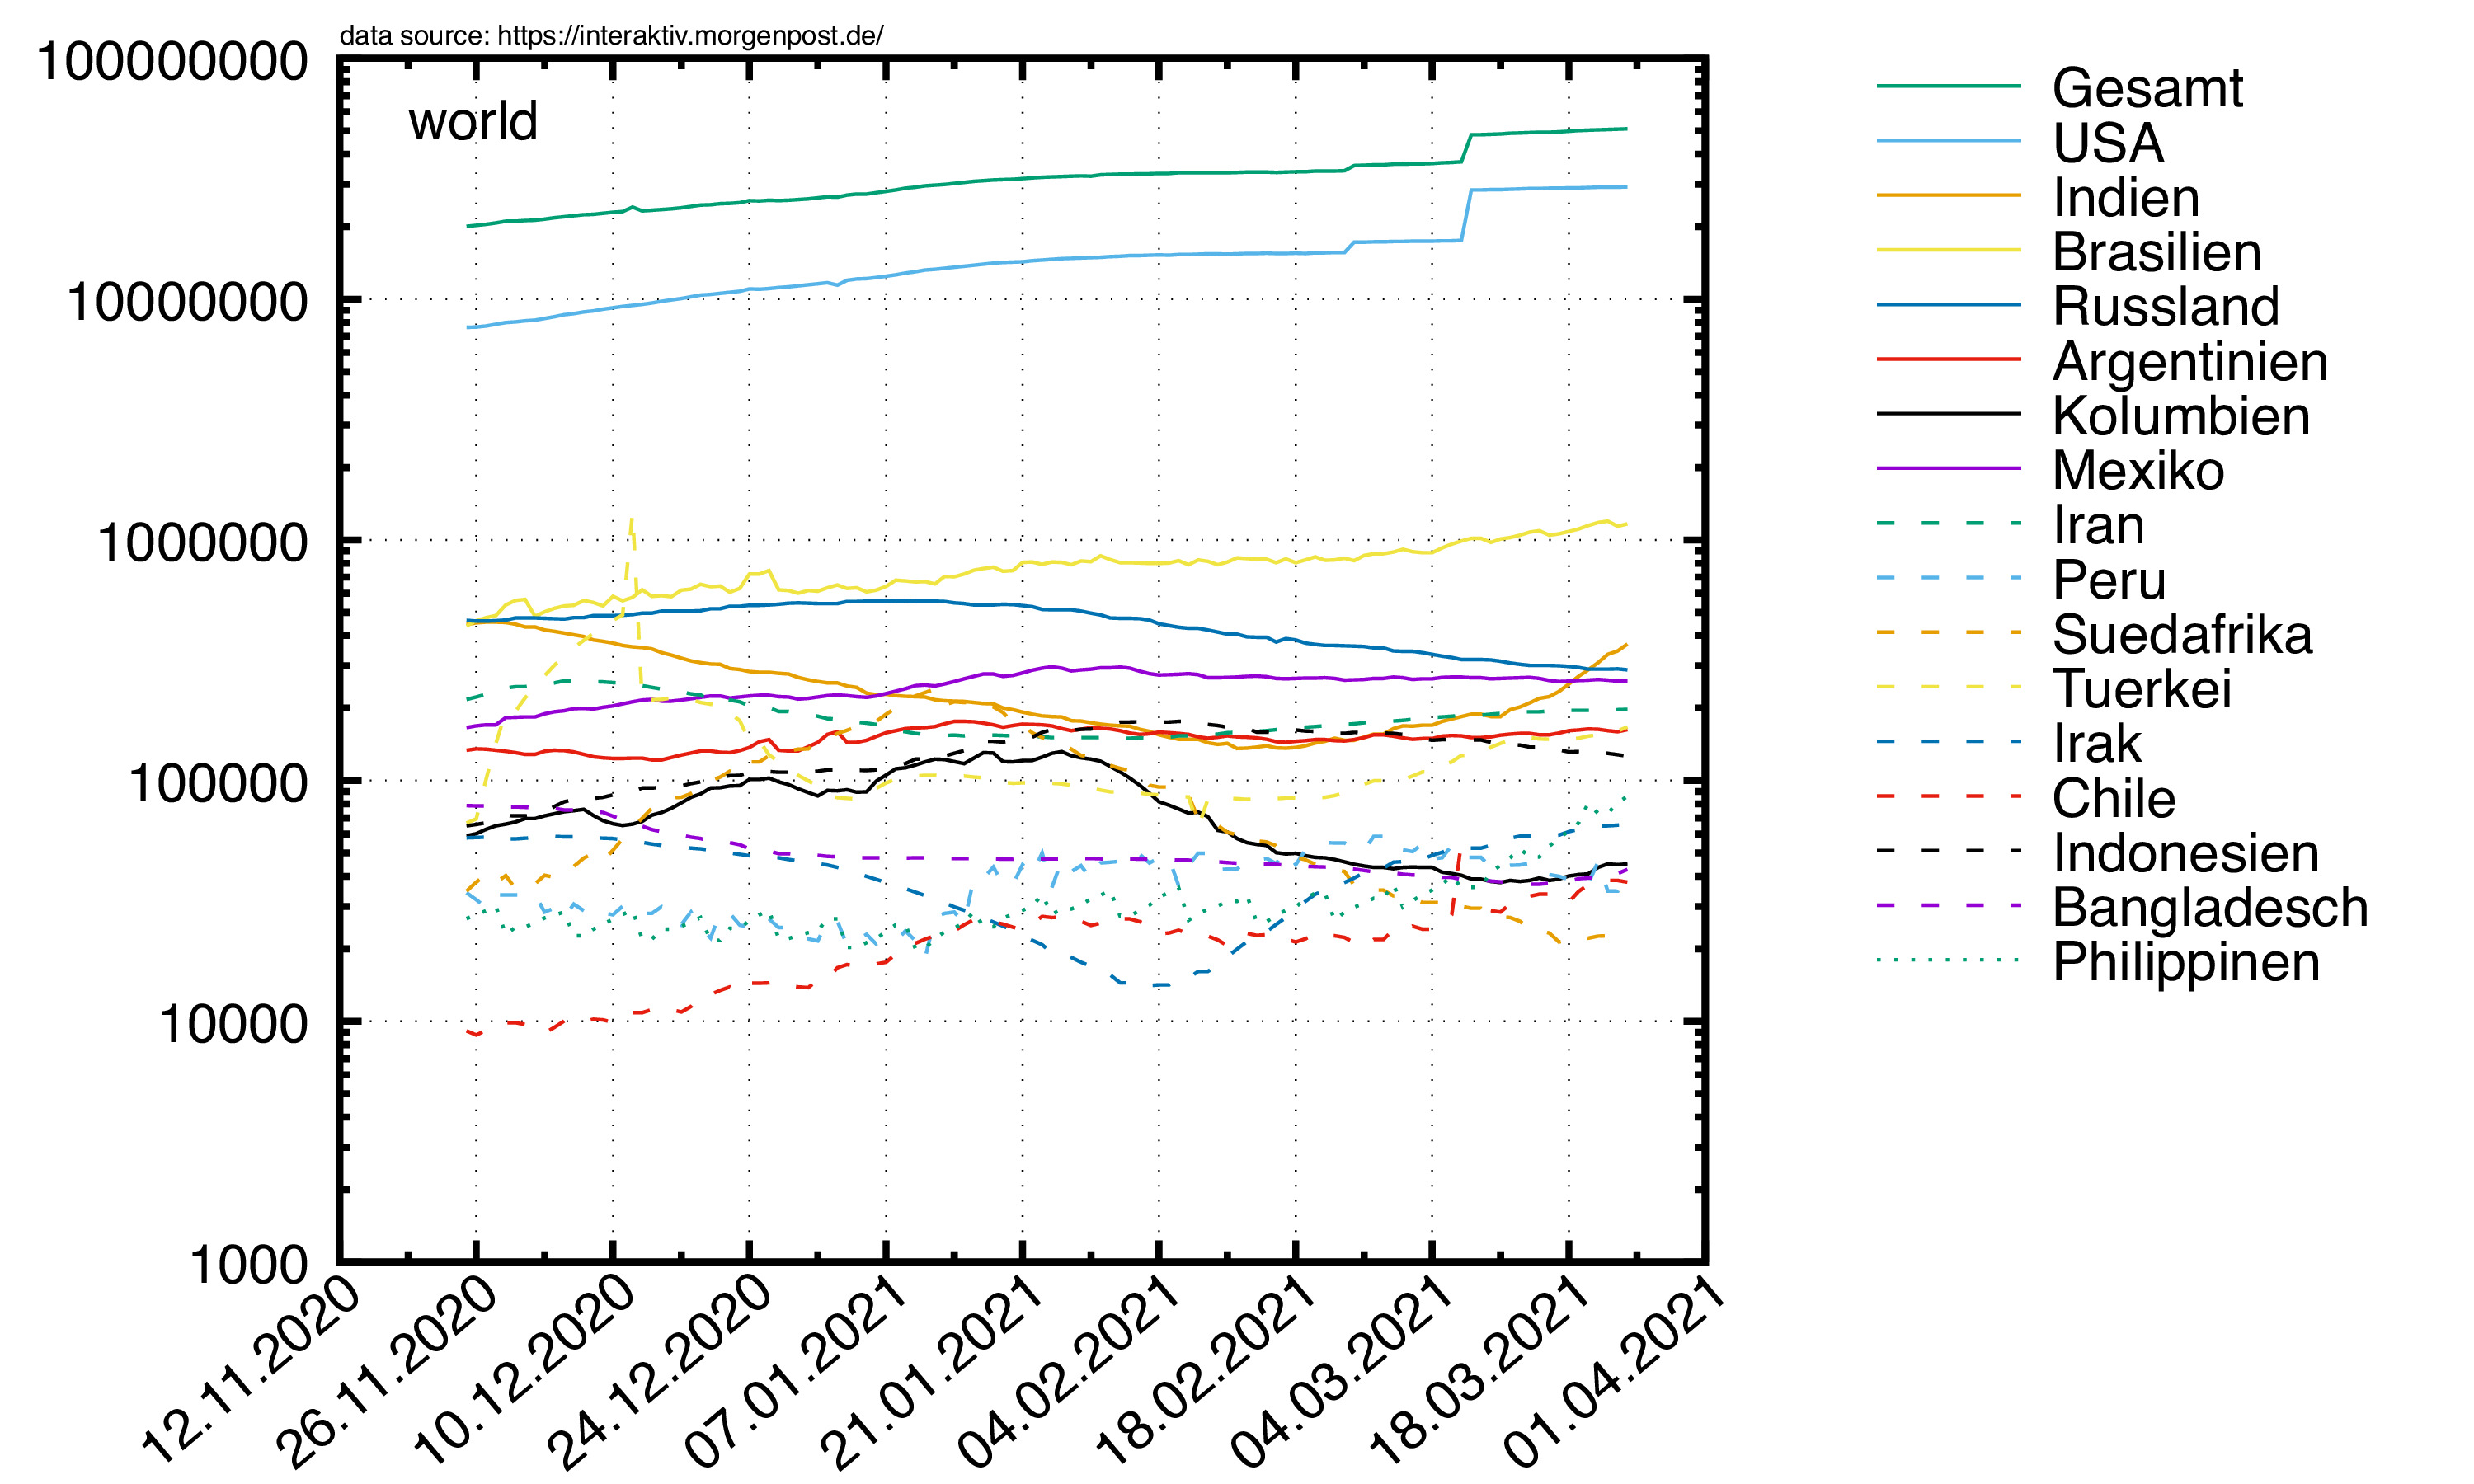 data source: https://interaktiv.morgenpost.de/
world
100000000
10000000
1000000
100000
10000
1000
12.11.2020
26.11.2020
10.12.2020
24.12.2020
07.01.2021
21.01.2021
04.02.2021
18.02.2021
04.03.2021
18.03.2021
01.04.2021
Gesamt
USA
Indien
Brasilien
Russland
Argentinien
Kolumbien
Mexiko
Iran
Peru
Suedafrika
Tuerkei
Irak
Chile
Indonesien
Bangladesch
Philippinen